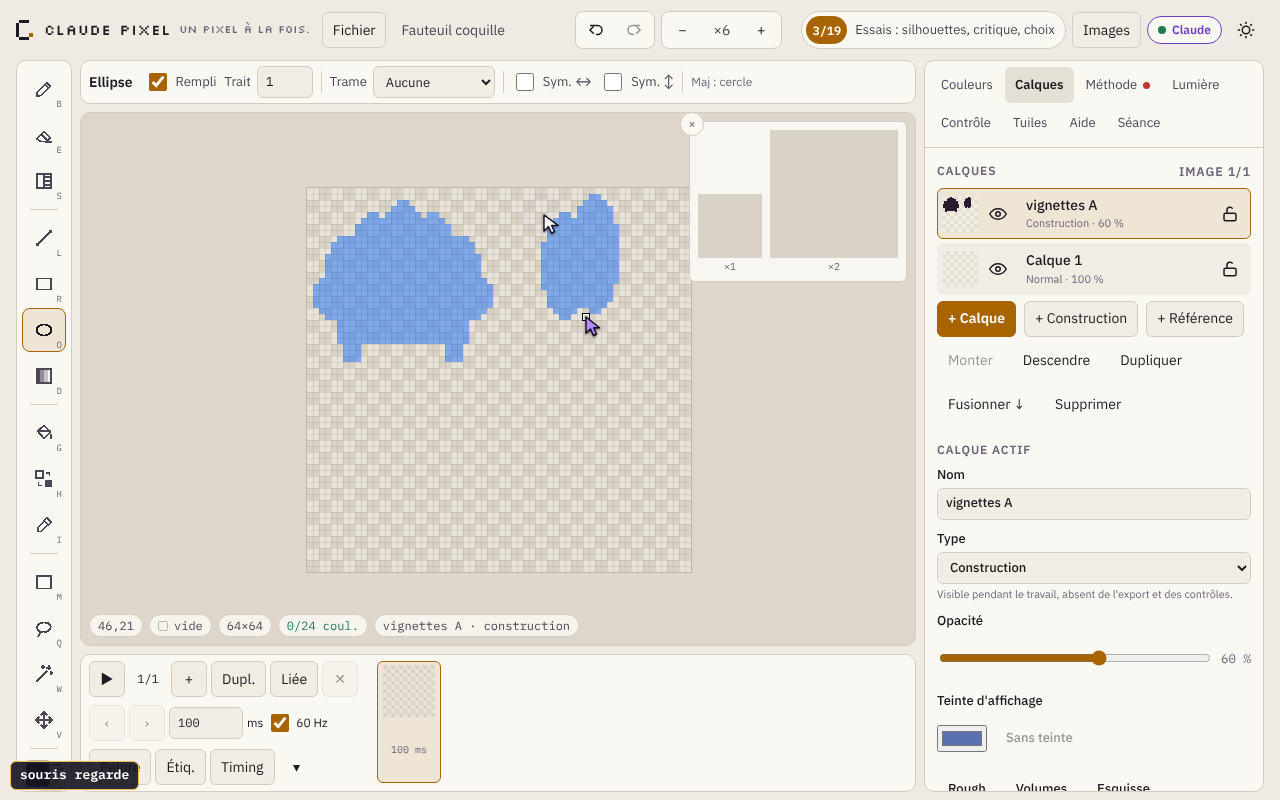 CLAUDE PIXEL UN PIXEL À LA FOIS. Fichier Fauteuil coquille − ×6 + 3/19 Essais : silhouettes, critique, choix Images Claude
Ellipse Rempli Trait 1 Trame Aucune Sym. ↔ Sym. ↕ Maj : cercle
B
E
S
L
R
O
D
G
H
I
M
Q
W
V
×
×1 ×2
46,21 vide 64×64 0/24 coul. vignettes A · construction
1/1 + Dupl. Liée ×
‹ › 100 ms 60 Hz
Étiq. Timing ▼
100 ms
souris regarde
Couleurs Calques Méthode Lumière
Contrôle Tuiles Aide Séance
CALQUES IMAGE 1/1
vignettes A
Construction · 60 %
Calque 1
Normal · 100 %
+ Calque + Construction + Référence
Monter Descendre Dupliquer
Fusionner ↓ Supprimer
CALQUE ACTIF
Nom
vignettes A
Type
Construction
Visible pendant le travail, absent de l'export et des contrôles.
Opacité
60 %
Teinte d'affichage
Sans teinte
Rough Volumes Esquisse